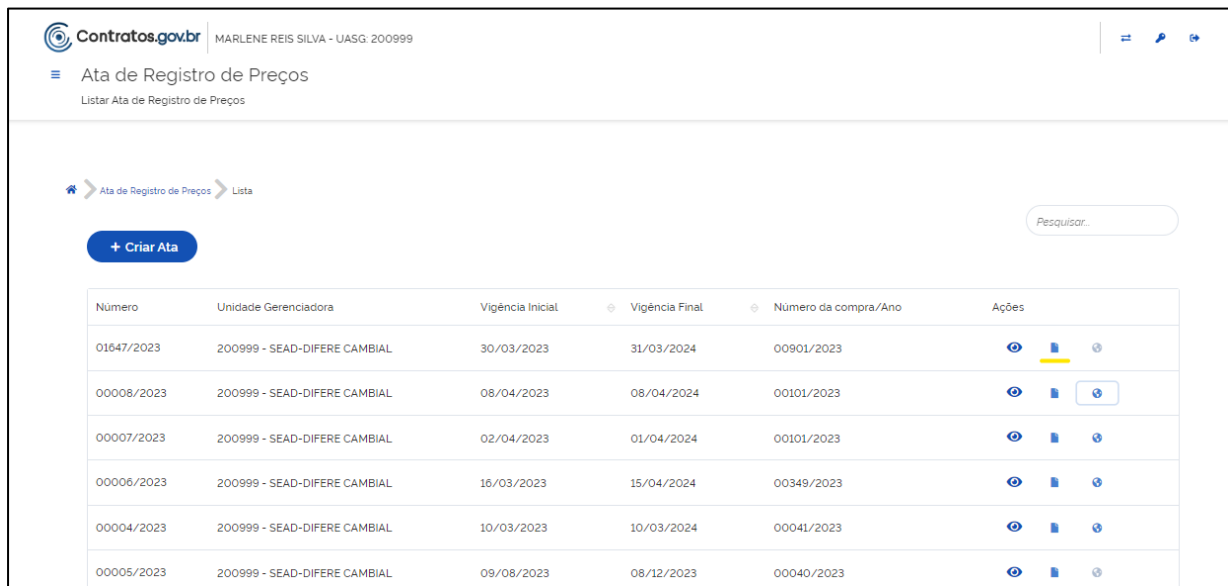 Contratos.gov.br MARLENE REIS SILVA - UASG: 200999
Ata de Registro de Preços
Listar Ata de Registro de Preços
Ata de Registro de Preços Lista
Pesquisar...
+ Criar Ata
Número Unidade Gerenciadora Vigência Inicial Vigência Final Número da compra/Ano Ações
01647/2023 200999 - SEAD-DIFERE CAMBIAL 30/03/2023 31/03/2024 00901/2023
00008/2023 200999 - SEAD-DIFERE CAMBIAL 08/04/2023 08/04/2024 00101/2023
00007/2023 200999 - SEAD-DIFERE CAMBIAL 02/04/2023 01/04/2024 00101/2023
00006/2023 200999 - SEAD-DIFERE CAMBIAL 16/03/2023 15/04/2024 00349/2023
00004/2023 200999 - SEAD-DIFERE CAMBIAL 10/03/2023 10/03/2024 00041/2023
00005/2023 200999 - SEAD-DIFERE CAMBIAL 09/08/2023 08/12/2023 00040/2023